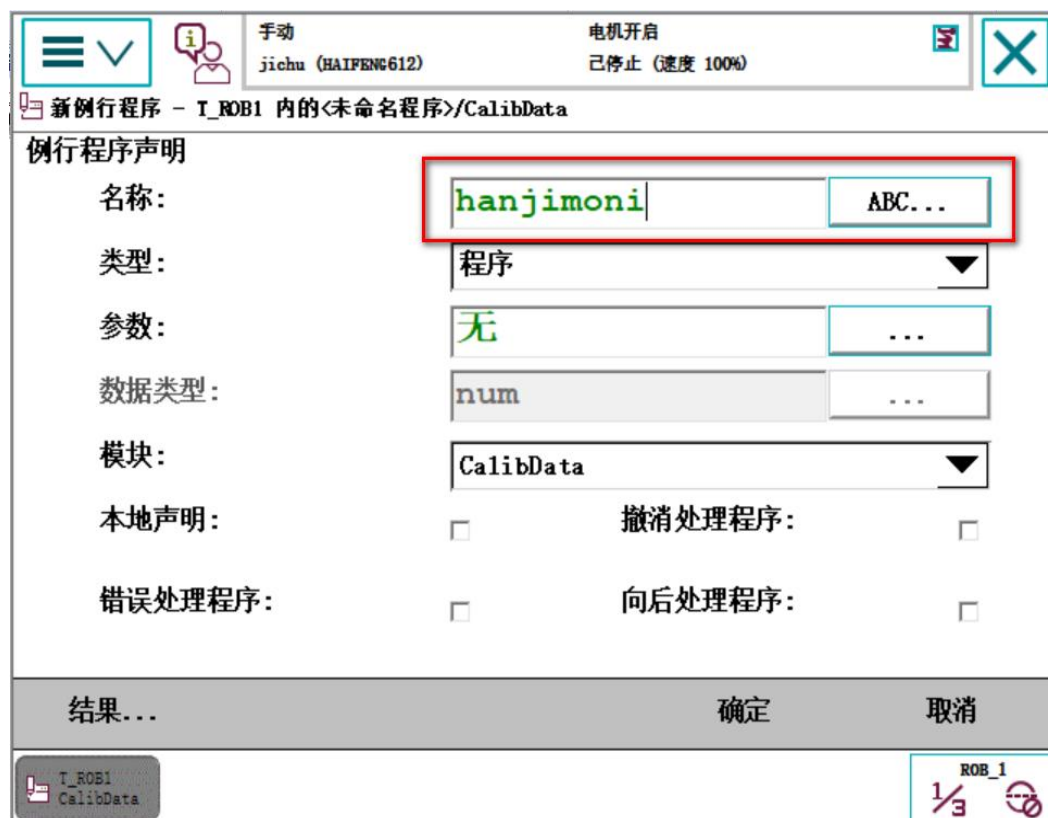 手动
电机开启
jichu (HAIFENG612)
已停止 (速度 100%)
新例行程序 - T_ROB1 内的<未命名程序>/CalibData
例行程序声明
名称:
hanjimoni
ABC...
类型:
程序
参数:
无
...
数据类型:
num
...
模块:
CalibData
本地声明:
撤消处理程序:
错误处理程序:
向后处理程序:
结果...
确定
取消
T_ROB1
CalibData
ROB_1
1/3